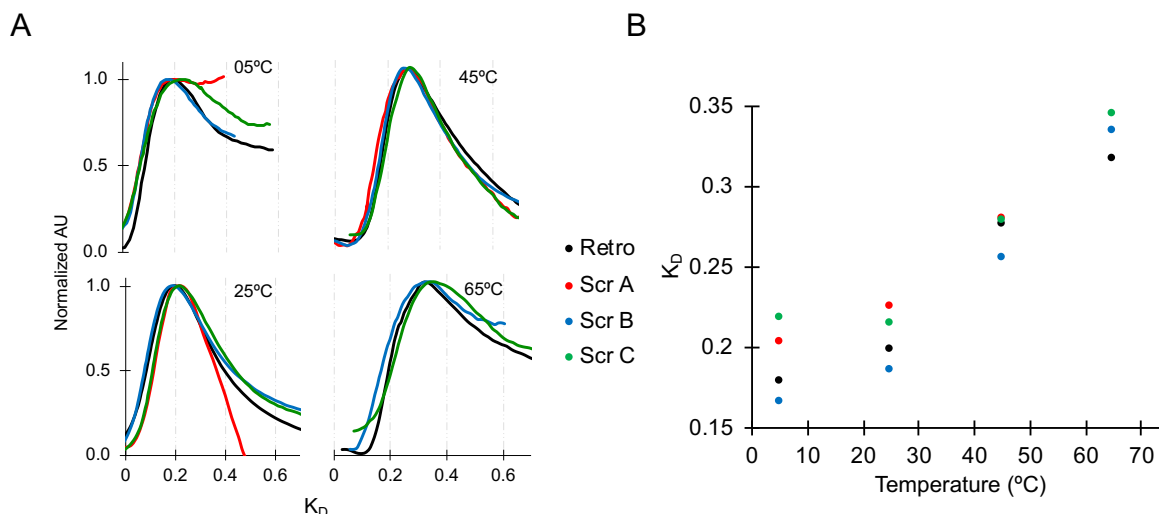 A
B
Normalized AU
1.0
0.5
0.0
05ºC
45ºC
1.0
0.5
0.0
25ºC
65ºC
0 0.2 0.4 0.6
0 0.2 0.4 0.6
K_D
Retro
Scr A
Scr B
Scr C
K_D
0.35
0.3
0.25
0.2
0.15
0 10 20 30 40 50 60 70
Temperature (ºC)